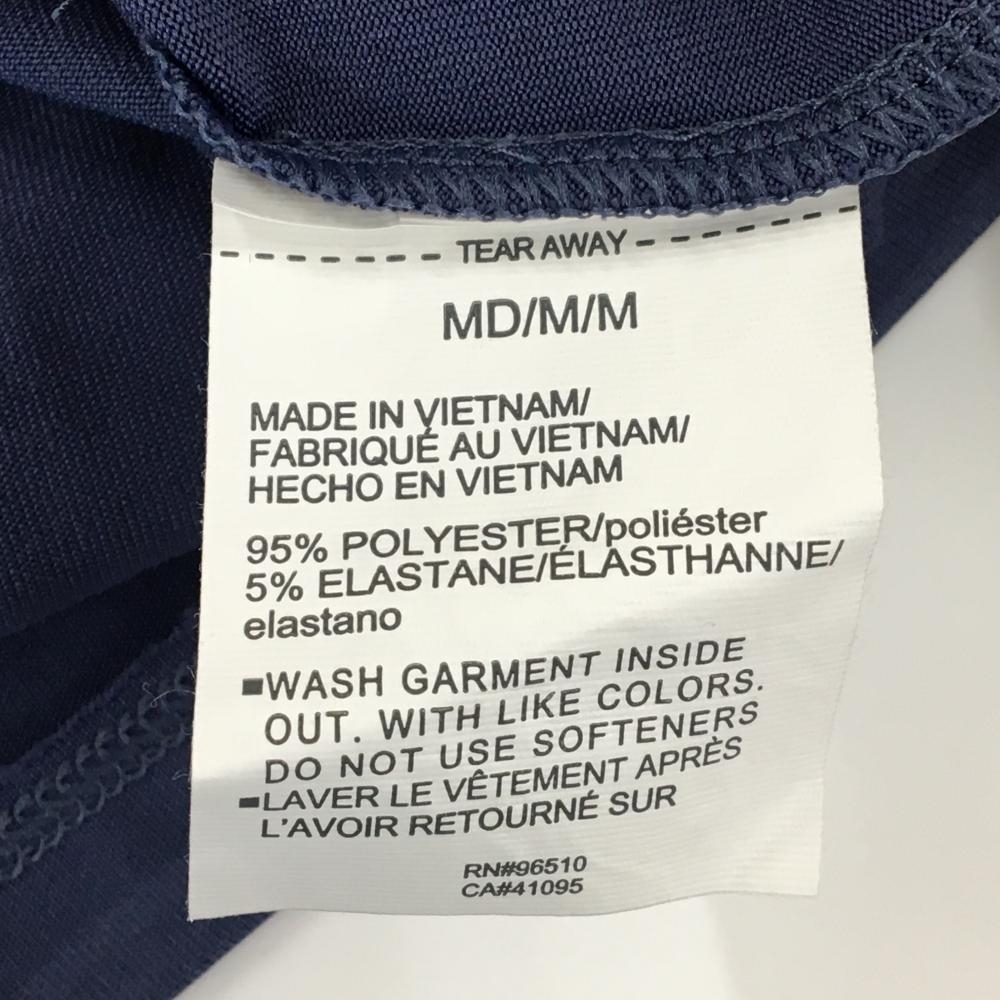 TEAR AWAY
MD/M/M
MADE IN VIETNAM/
FABRIQUÉ AU VIETNAM/
HECHO EN VIETNAM
95% POLYESTER/poliéster
5% ELASTANE/ÉLASTHANNE/
elastano
▪WASH GARMENT INSIDE
OUT. WITH LIKE COLORS.
DO NOT USE SOFTENERS
▪LAVER LE VÊTEMENT APRÈS
L'AVOIR RETOURNÉ SUR
RN#96510
CA#41095